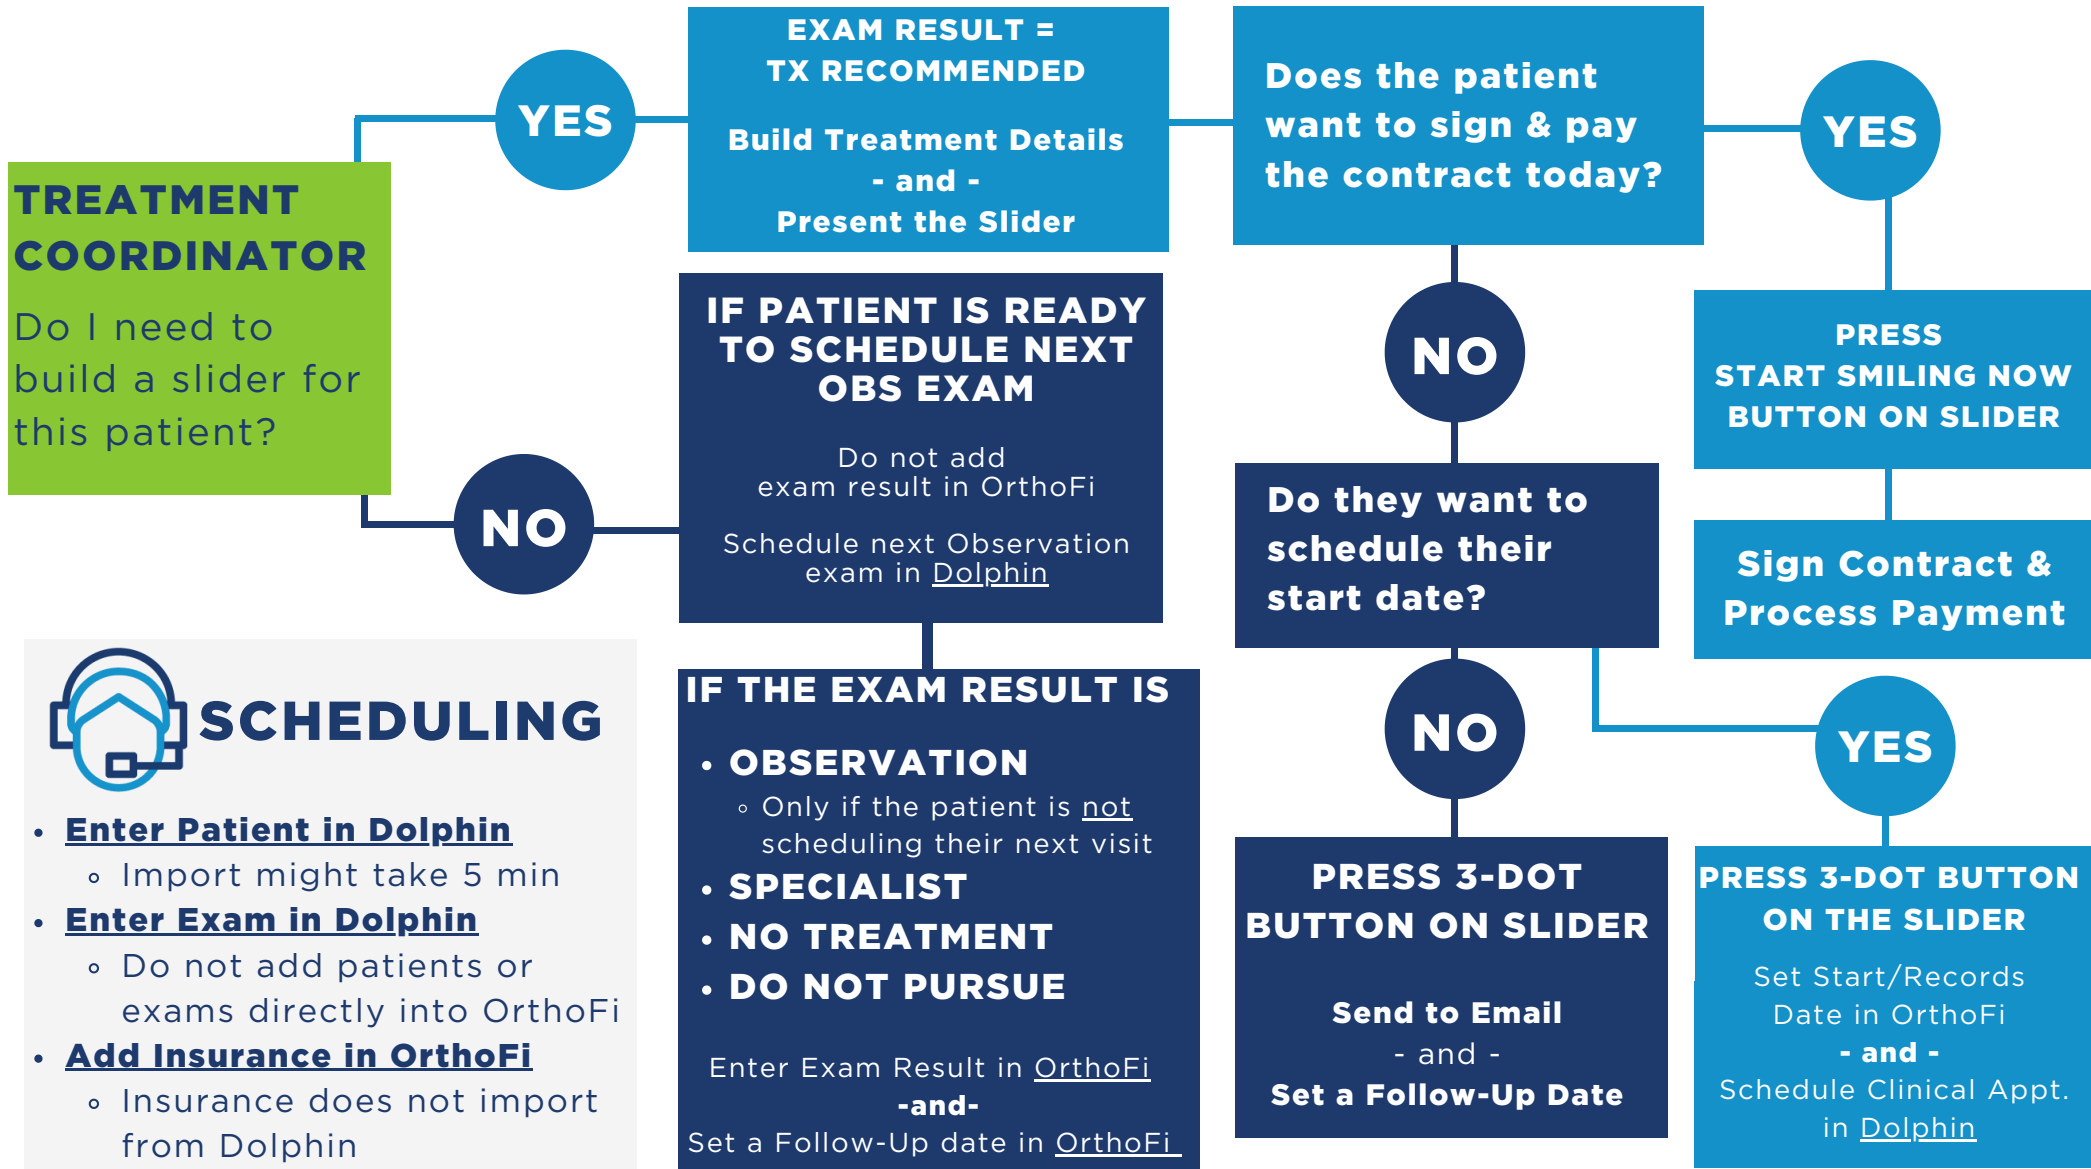 TREATMENT
COORDINATOR
Do I need to
build a slider for
this patient?
YES
EXAM RESULT =
TX RECOMMENDED
Build Treatment Details
- and -
Present the Slider
Does the patient
want to sign & pay
the contract today?
YES
PRESS
START SMILING NOW
BUTTON ON SLIDER
Sign Contract &
Process Payment
NO
Do they want to
schedule their
start date?
NO
PRESS 3-DOT
BUTTON ON SLIDER
Send to Email
- and -
Set a Follow-Up Date
YES
PRESS 3-DOT BUTTON
ON THE SLIDER
Set Start/Records
Date in OrthoFi
- and -
Schedule Clinical Appt.
in Dolphin
NO
IF PATIENT IS READY
TO SCHEDULE NEXT
OBS EXAM
Do not add
exam result in OrthoFi
Schedule next Observation
exam in Dolphin
IF THE EXAM RESULT IS
• OBSERVATION
◦ Only if the patient is not
scheduling their next visit
• SPECIALIST
• NO TREATMENT
• DO NOT PURSUE
Enter Exam Result in OrthoFi
-and-
Set a Follow-Up date in OrthoFi
SCHEDULING
• Enter Patient in Dolphin
◦ Import might take 5 min
• Enter Exam in Dolphin
◦ Do not add patients or
exams directly into OrthoFi
• Add Insurance in OrthoFi
◦ Insurance does not import
from Dolphin